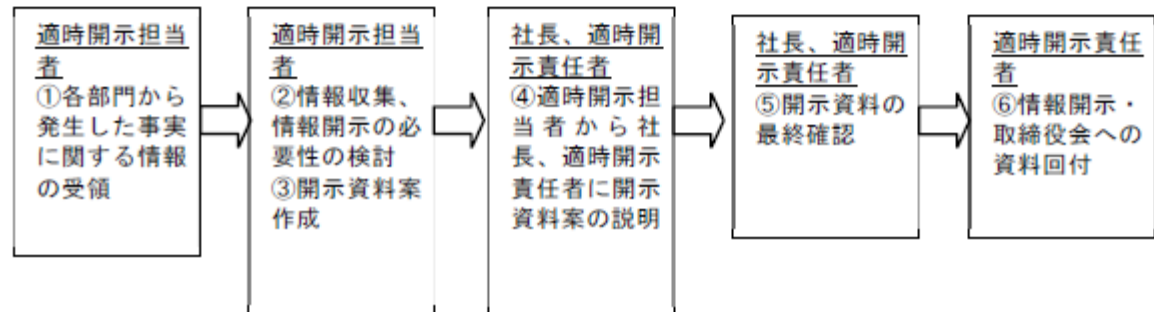 適時開示担当
者
①各部門から
発生した事実
に関する情報
の受領
適時開示担当
者
②情報収集、
情報開示の必
要性の検討
③開示資料案
作成
社長、適時開
示責任者
④適時開示担
当者から社
長、適時開示
責任者に開示
資料案の説明
社長、適時開
示責任者
⑤開示資料の
最終確認
適時開示責任
者
⑥情報開示・
取締役会への
資料回付